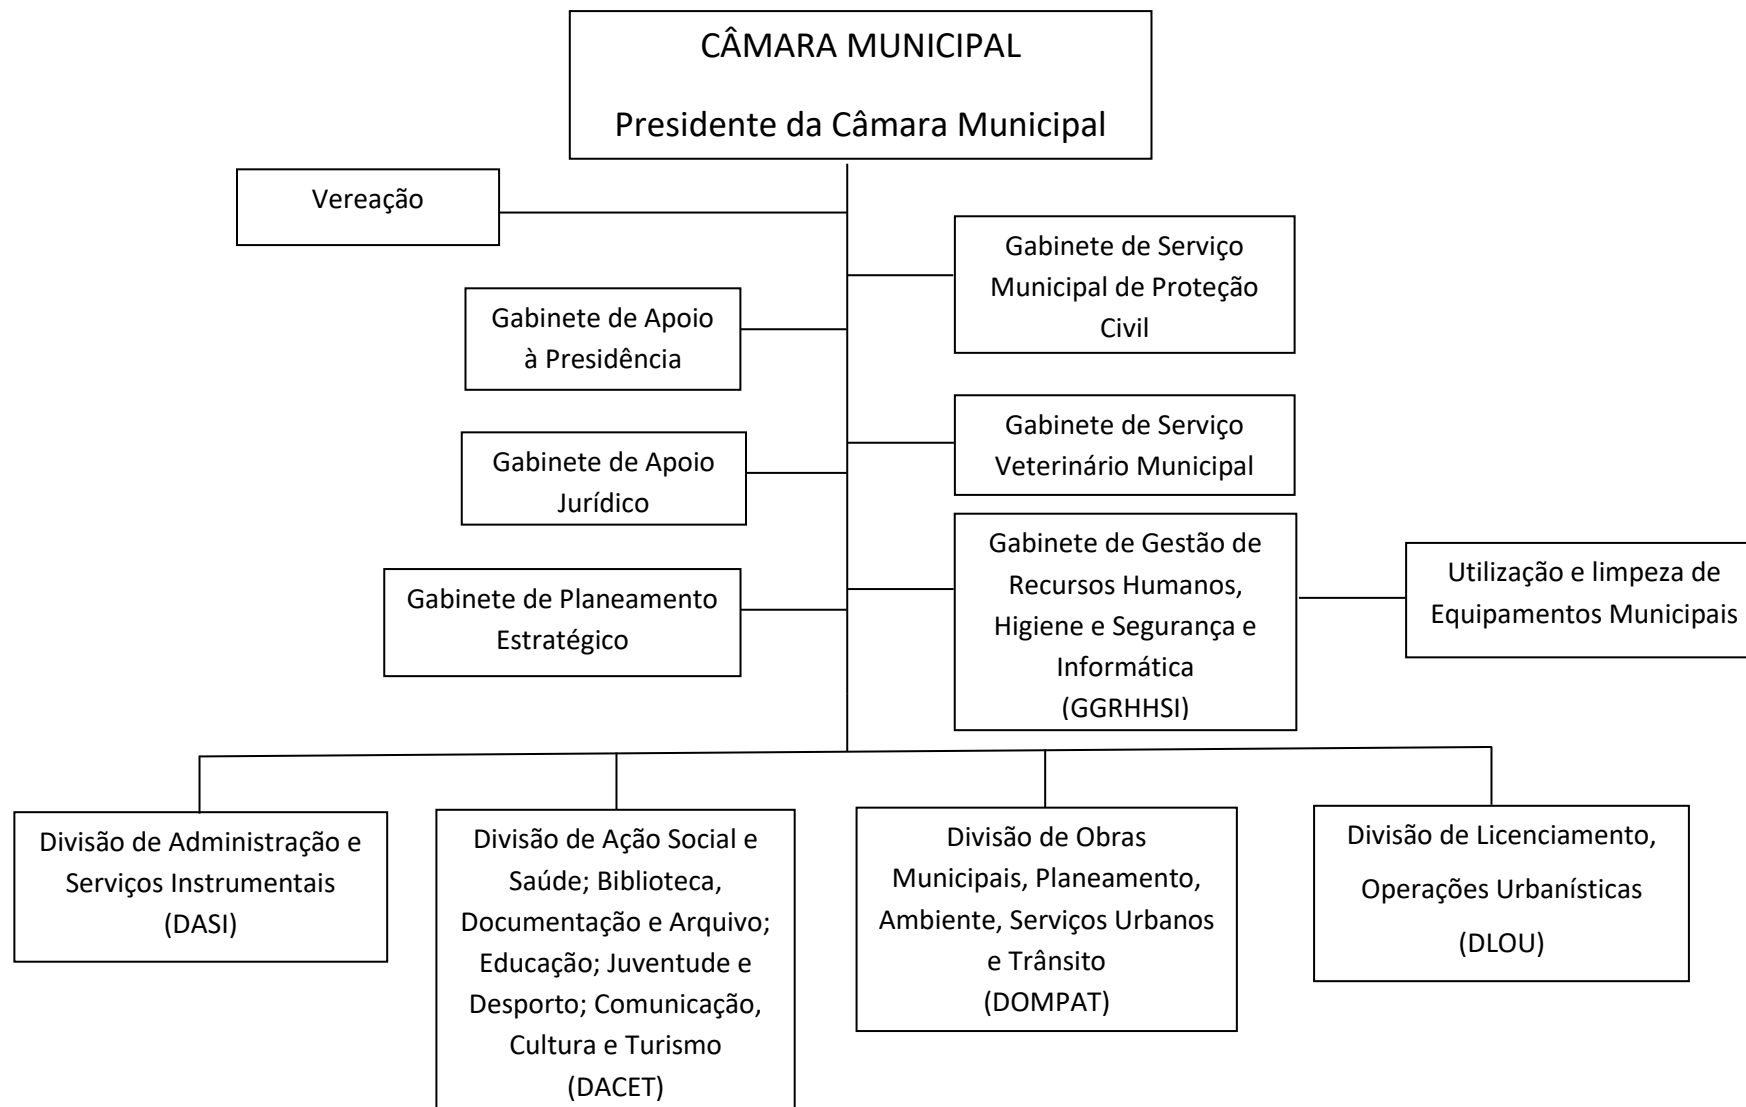 CÂMARA MUNICIPAL
Presidente da Câmara Municipal
Vereação
Gabinete de Serviço
Municipal de Proteção
Civil
Gabinete de Apoio
à Presidência
Gabinete de Serviço
Veterinário Municipal
Gabinete de Apoio
Jurídico
Gabinete de Gestão de
Recursos Humanos,
Higiene e Segurança e
Informática
(GGRHHSI)
Utilização e limpeza de
Equipamentos Municipais
Gabinete de Planeamento
Estratégico
Divisão de Administração e
Serviços Instrumentais
(DASI)
Divisão de Ação Social e
Saúde; Biblioteca,
Documentação e Arquivo;
Educação; Juventude e
Desporto; Comunicação,
Cultura e Turismo
(DACET)
Divisão de Obras
Municipais, Planeamento,
Ambiente, Serviços Urbanos
e Trânsito
(DOMPAT)
Divisão de Licenciamento,
Operações Urbanísticas
(DLOU)